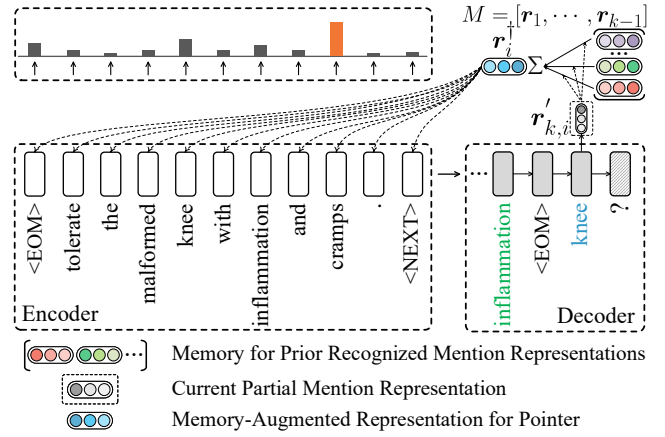 M = [r₁, ⋯ , rₖ₋₁]
rᵢ†
Σ
...
r′ₖ,ᵢ
<EOM>
tolerate
the
malformed
knee
with
inflammation
and
cramps
.
<NEXT>
Encoder
...
inflammation
<EOM>
knee
?
Decoder
... Memory for Prior Recognized Mention Representations
Current Partial Mention Representation
Memory-Augmented Representation for Pointer